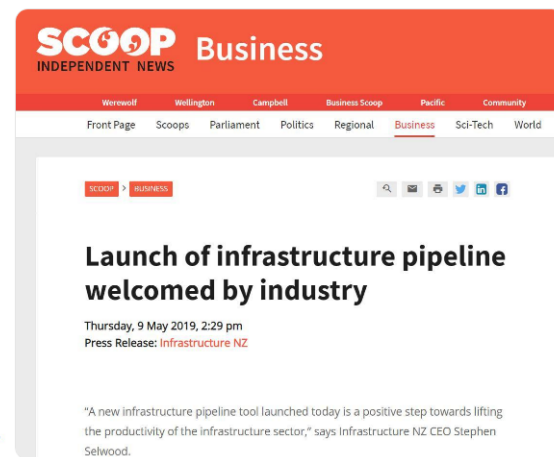 SCOOP Business
INDEPENDENT NEWS
Werewolf Wellington Campbell Business Scoop Pacific Community
Front Page Scoops Parliament Politics Regional Business Sci-Tech World
SCOOP > BUSINESS
Launch of infrastructure pipeline
welcomed by industry
Thursday, 9 May 2019, 2:29 pm
Press Release: Infrastructure NZ
“A new infrastructure pipeline tool launched today is a positive step towards lifting
the productivity of the infrastructure sector,” says Infrastructure NZ CEO Stephen
Selwood.